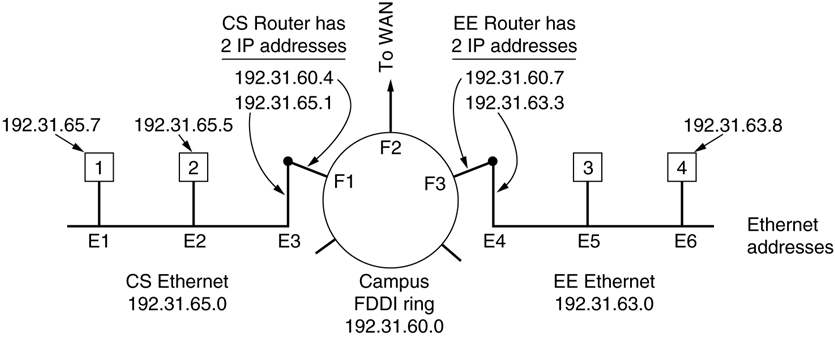 CS Router has
2 IP addresses
192.31.60.4
192.31.65.1
To WAN
EE Router has
2 IP addresses
192.31.60.7
192.31.63.3
192.31.65.7
192.31.65.5
192.31.63.8
1
2
3
4
F2
F1
F3
E1
E2
E3
E4
E5
E6
Ethernet
addresses
CS Ethernet
192.31.65.0
Campus
FDDI ring
192.31.60.0
EE Ethernet
192.31.63.0